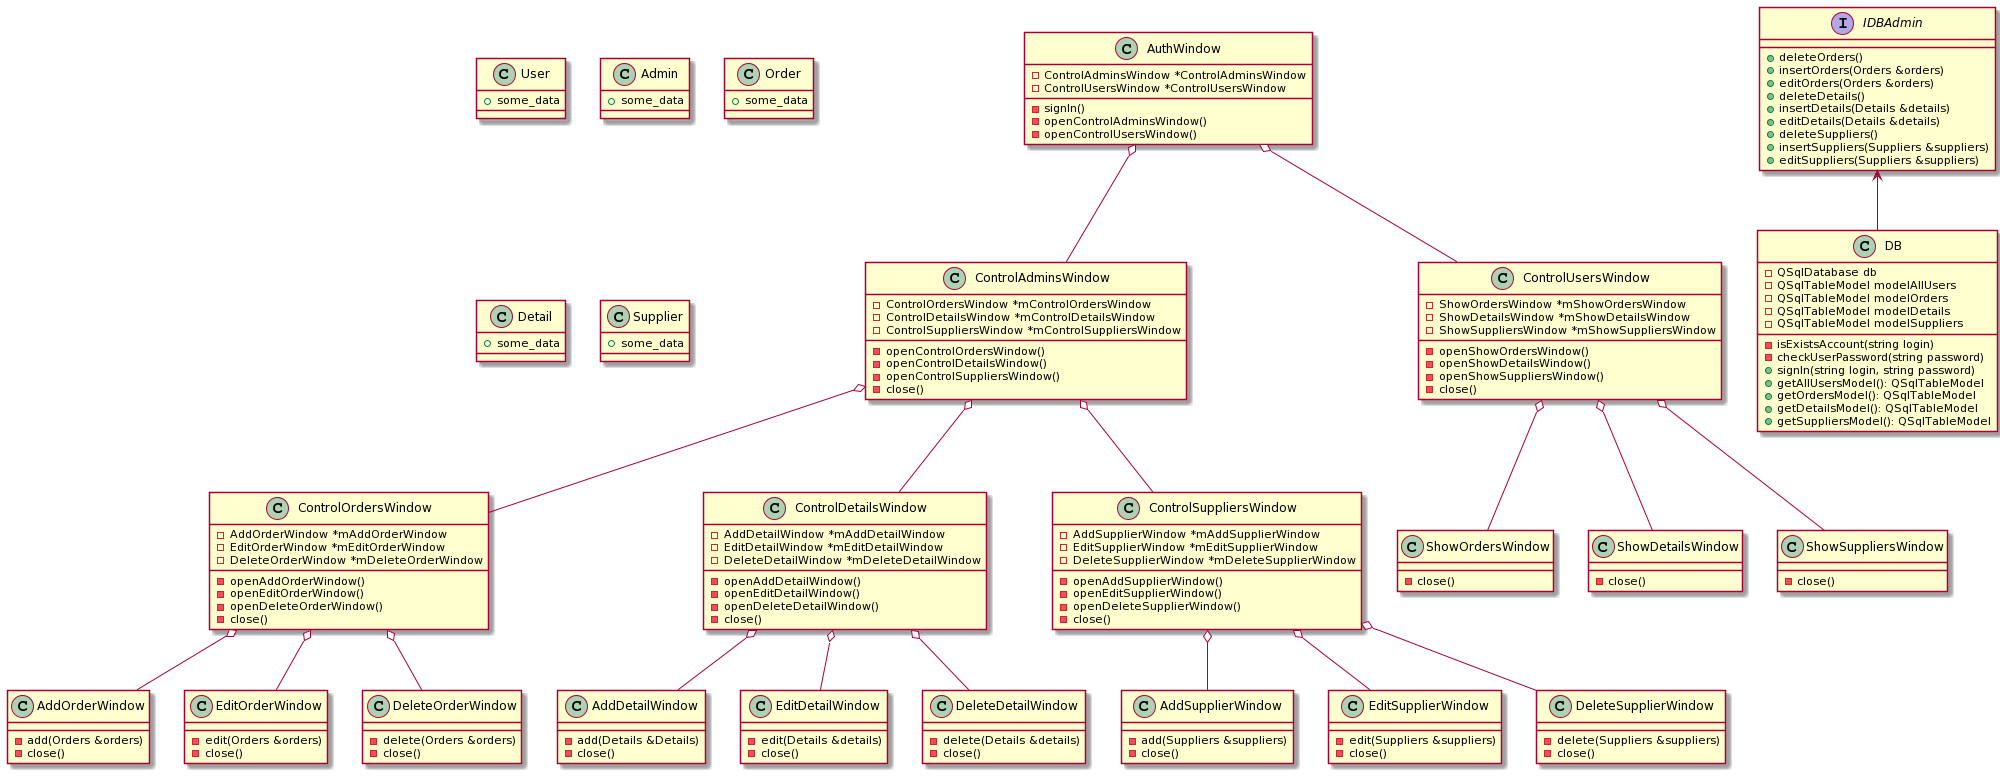 C User
some_data
C Admin
some_data
C Order
some_data
C AuthWindow
ControlAdminsWindow *ControlAdminsWindow
ControlUsersWindow *ControlUsersWindow
signIn()
openControlAdminsWindow()
openControlUsersWindow()
I IDBAdmin
deleteOrders()
insertOrders(Orders &orders)
editOrders(Orders &orders)
deleteDetails()
insertDetails(Details &details)
editDetails(Details &details)
deleteSuppliers()
insertSuppliers(Suppliers &suppliers)
editSuppliers(Suppliers &suppliers)
C Detail
some_data
C Supplier
some_data
C ControlAdminsWindow
ControlOrdersWindow *mControlOrdersWindow
ControlDetailsWindow *mControlDetailsWindow
ControlSuppliersWindow *mControlSuppliersWindow
openControlOrdersWindow()
openControlDetailsWindow()
openControlSuppliersWindow()
close()
C ControlUsersWindow
ShowOrdersWindow *mShowOrdersWindow
ShowDetailsWindow *mShowDetailsWindow
ShowSuppliersWindow *mShowSuppliersWindow
openShowOrdersWindow()
openShowDetailsWindow()
openShowSuppliersWindow()
close()
C DB
QSqlDatabase db
QSqlTableModel modelAllUsers
QSqlTableModel modelOrders
QSqlTableModel modelDetails
QSqlTableModel modelSuppliers
isExistsAccount(string login)
checkUserPassword(string password)
signIn(string login, string password)
getAllUsersModel(): QSqlTableModel
getOrdersModel(): QSqlTableModel
getDetailsModel(): QSqlTableModel
getSuppliersModel(): QSqlTableModel
C ControlOrdersWindow
AddOrderWindow *mAddOrderWindow
EditOrderWindow *mEditOrderWindow
DeleteOrderWindow *mDeleteOrderWindow
openAddOrderWindow()
openEditOrderWindow()
openDeleteOrderWindow()
close()
C ControlDetailsWindow
AddDetailWindow *mAddDetailWindow
EditDetailWindow *mEditDetailWindow
DeleteDetailWindow *mDeleteDetailWindow
openAddDetailWindow()
openEditDetailWindow()
openDeleteDetailWindow()
close()
C ControlSuppliersWindow
AddSupplierWindow *mAddSupplierWindow
EditSupplierWindow *mEditSupplierWindow
DeleteSupplierWindow *mDeleteSupplierWindow
openAddSupplierWindow()
openEditSupplierWindow()
openDeleteSupplierWindow()
close()
C ShowOrdersWindow
close()
C ShowDetailsWindow
close()
C ShowSuppliersWindow
close()
C AddOrderWindow
add(Orders &orders)
close()
C EditOrderWindow
edit(Orders &orders)
close()
C DeleteOrderWindow
delete(Orders &orders)
close()
C AddDetailWindow
add(Details &Details)
close()
C EditDetailWindow
edit(Details &details)
close()
C DeleteDetailWindow
delete(Details &details)
close()
C AddSupplierWindow
add(Suppliers &suppliers)
close()
C EditSupplierWindow
edit(Suppliers &suppliers)
close()
C DeleteSupplierWindow
delete(Suppliers &suppliers)
close()